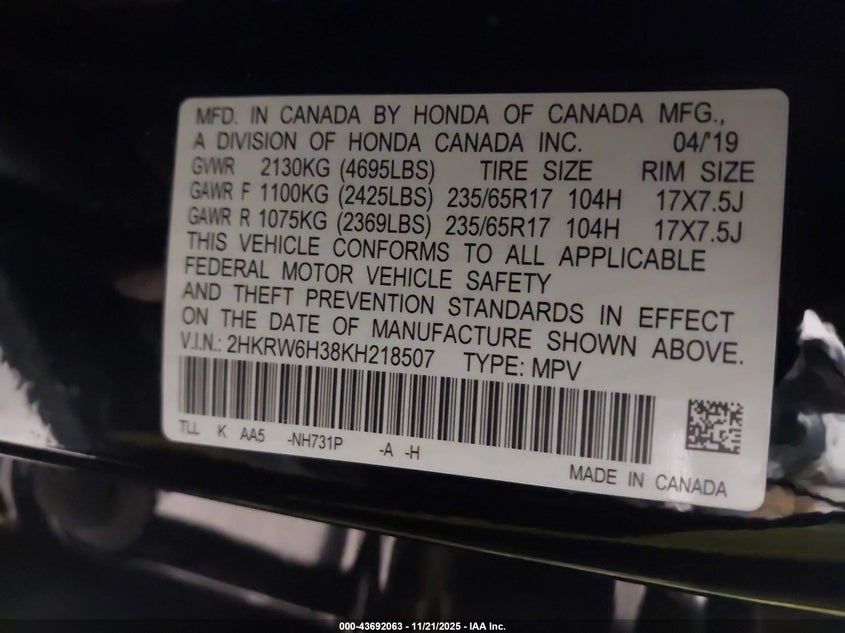 MFD. IN CANADA BY HONDA OF CANADA MFG.,
A DIVISION OF HONDA CANADA INC. 04/'19
GVWR 2130KG (4695LBS) TIRE SIZE RIM SIZE
GAWR F 1100KG (2425LBS) 235/65R17 104H 17X7.5J
GAWR R 1075KG (2369LBS) 235/65R17 104H 17X7.5J
THIS VEHICLE CONFORMS TO ALL APPLICABLE
FEDERAL MOTOR VEHICLE SAFETY
AND THEFT PREVENTION STANDARDS IN EFFECT
ON THE DATE OF MANUFACTURE SHOWN ABOVE.
V.I.N.: 2HKRW6H38KH218507 TYPE: MPV
TLL K AA5 -NH731P -A -H
MADE IN CANADA
000-43692063 - 11/21/2025 - IAA Inc.